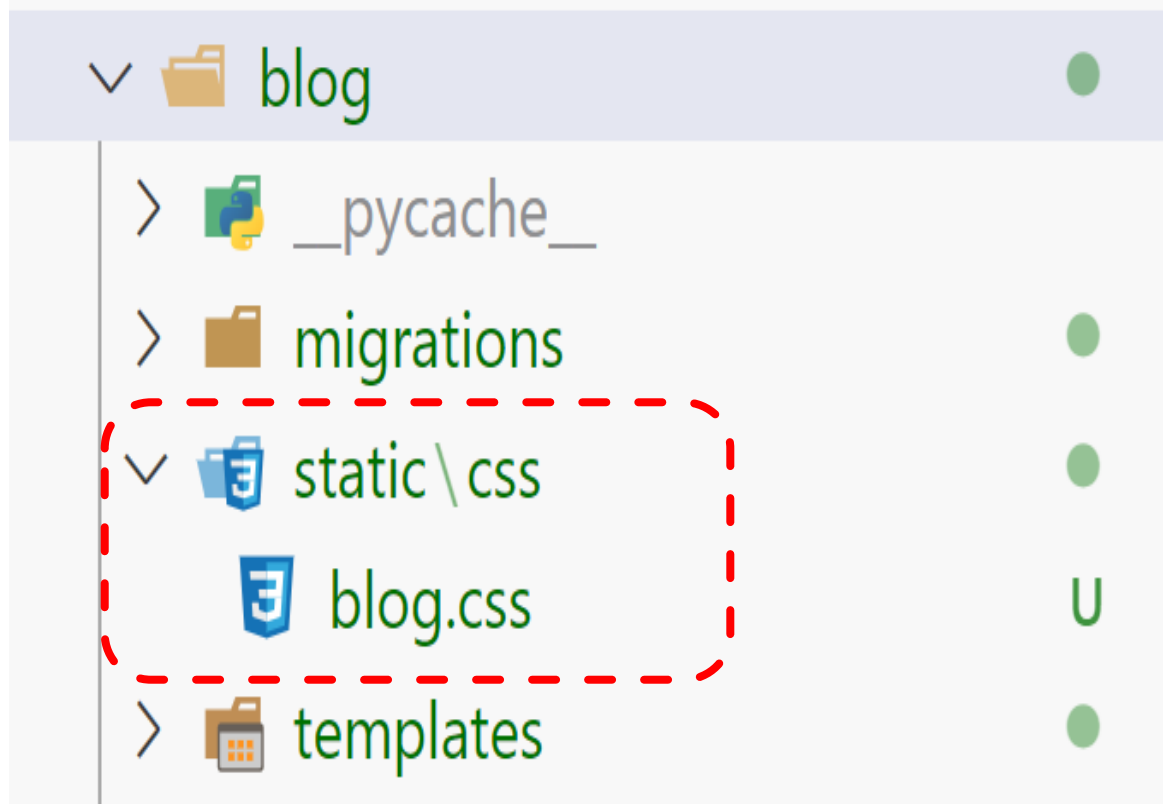 blog
__pycache__
migrations
static\css
blog.css U
templates